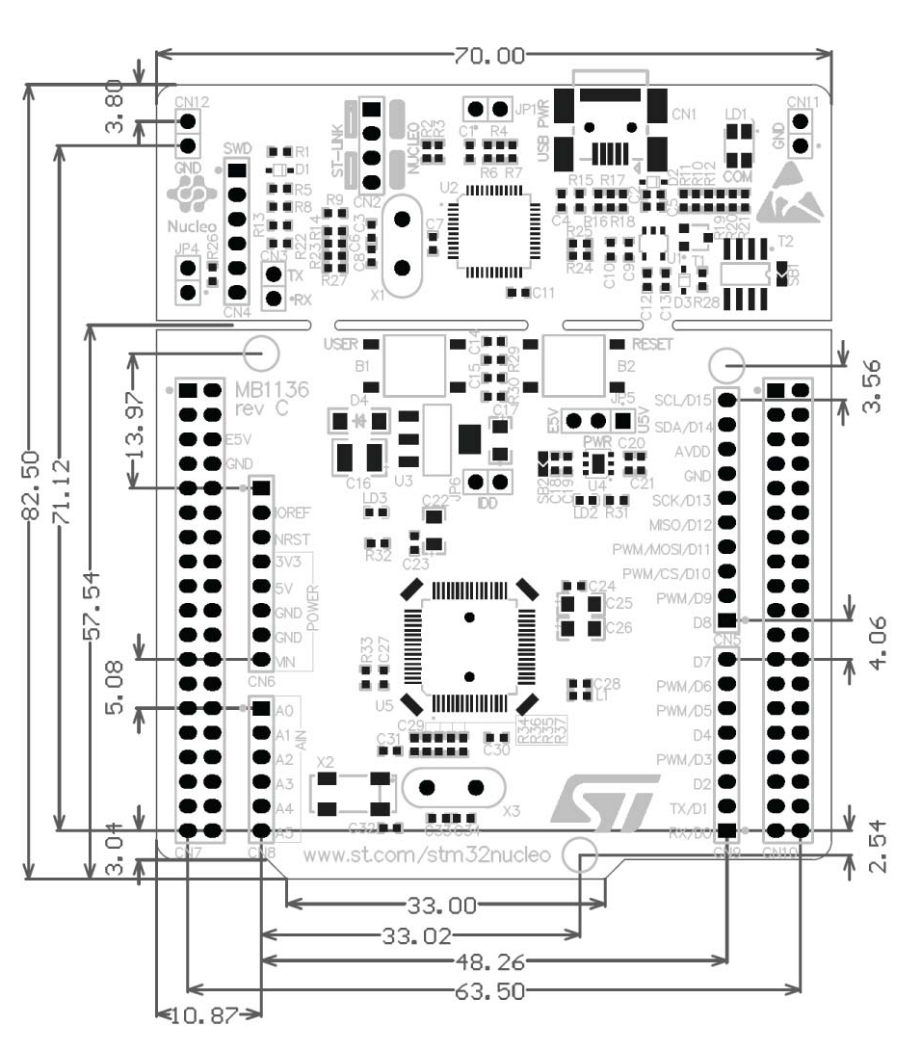 70.00
3.80
CN12
GND
SWD
R1
D1
R5
R8
R13
R22
Nucleo
JP4
R26
CN3
TX
RX
CN4
ST-LINK
NUCLEO
CN2
R9
R14
R23
R27
C3
C6
C8
X1
C7
R2
R3
C1
R4
R6 R7
JP1
U2
C11
USB PWR
CN1
LD1
COM
CN11
GND
R15 R17
C4 R16 R18
R25
R24
C10
C9
C2
D2
C5
R11
R10
R12
R19
R20
R21
U1
T1
T2
SB1
C12
C13
D3 R28
USER
B1
C14
R29
C15
R30
RESET
B2
MB1136
rev C
E5V
GND
D4
C16
U3
C17
JP6
IDD
JP5
E5V
U5V
PWR
SB2
C18
C19
U4
C20
C21
LD2 R31
LD3
R32
C22
C23
IOREF
NRST
3V3
5V
GND
GND
VIN
POWER
CN6
A0
A1
A2
A3
A4
A5
AIN
CN7
CN8
SCL/D15
SDA/D14
AVDD
GND
SCK/D13
MISO/D12
PWM/MOSI/D11
PWM/CS/D10
PWM/D9
D8
CN5
D7
PWM/D6
PWM/D5
D4
PWM/D3
D2
TX/D1
RX/D0
CN9
CN10
C24
C25
C26
R33
C27
U5
C28
L1
C29
C31
C30
R34
R36
R35
R37
X2
X3
C32
C33 C34
ST
www.st.com/stm32nucleo
82.50
71.12
57.54
13.97
5.08
3.04
3.56
4.06
2.54
33.00
33.02
48.26
63.50
10.87